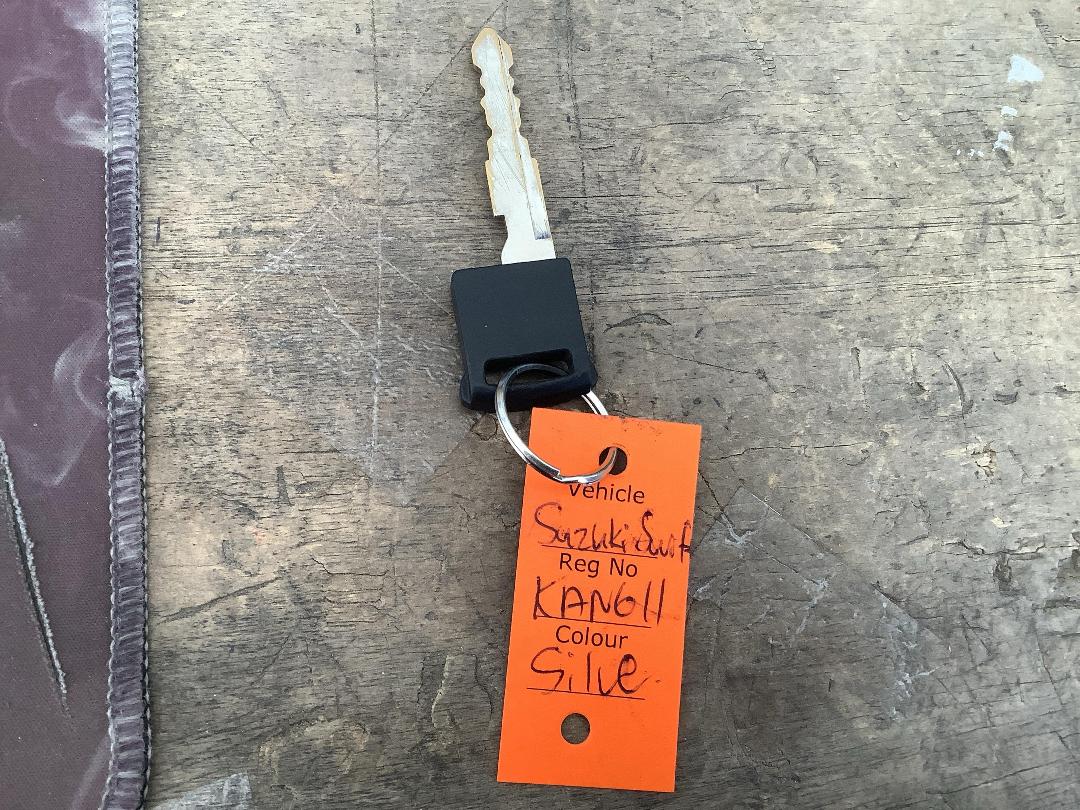 Vehicle
Suzuki Swift
Reg No
KAN611
Colour
Silve